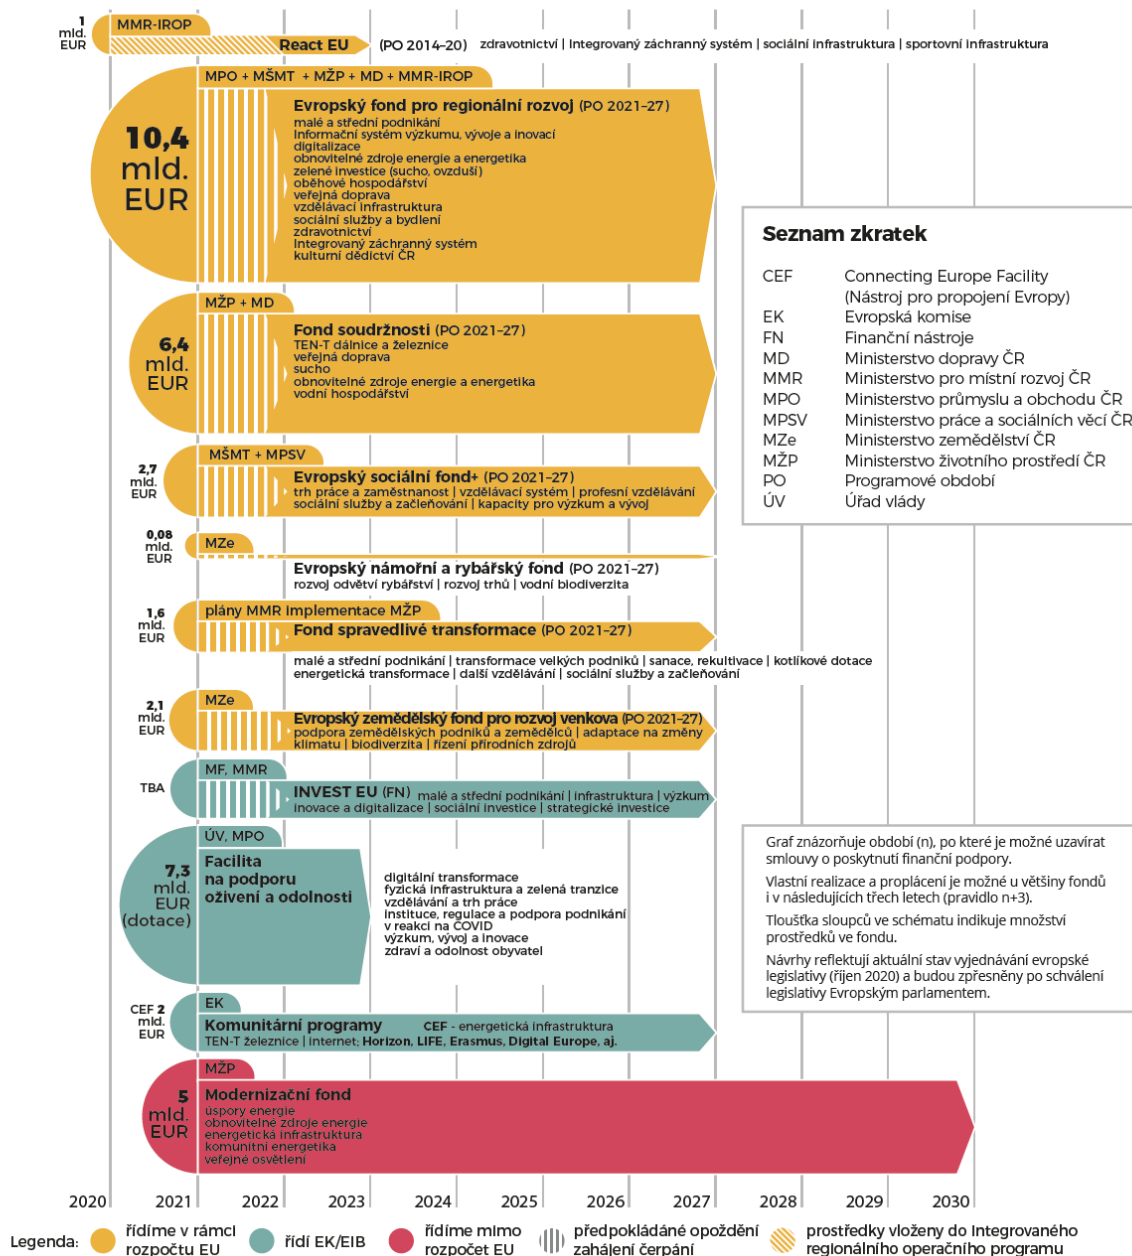 1
mld.
EUR
MMR-IROP
React EU
(PO 2014–20)
zdravotnictví | Integrovaný záchranný systém | sociální infrastruktura | sportovní infrastruktura
10,4
mld.
EUR
MPO + MŠMT + MŽP + MD + MMR-IROP
Evropský fond pro regionální rozvoj (PO 2021–27)
malé a střední podnikání
Informační systém výzkumu, vývoje a inovací
digitalizace
obnovitelné zdroje energie a energetika
zelené investice (sucho, ovzduší)
oběhové hospodářství
veřejná doprava
vzdělávací infrastruktura
sociální služby a bydlení
zdravotnictví
Integrovaný záchranný systém
kulturní dědictví ČR
6,4
mld.
EUR
MŽP + MD
Fond soudržnosti (PO 2021–27)
TEN-T dálnice a železnice
veřejná doprava
sucho
obnovitelné zdroje energie a energetika
vodní hospodářství
2,7
mld.
EUR
MŠMT + MPSV
Evropský sociální fond+ (PO 2021–27)
trh práce a zaměstnanost | vzdělávací systém | profesní vzdělávání
sociální služby a začleňování | kapacity pro výzkum a vývoj
0,08
mld.
EUR
MZe
Evropský námořní a rybářský fond (PO 2021–27)
rozvoj odvětví rybářství | rozvoj trhů | vodní biodiverzita
1,6
mld.
EUR
plány MMR Implementace MŽP
Fond spravedlivé transformace (PO 2021–27)
malé a střední podnikání | transformace velkých podniků | sanace, rekultivace | kotlíkové dotace
energetická transformace | další vzdělávání | sociální služby a začleňování
2,1
mld.
EUR
MZe
Evropský zemědělský fond pro rozvoj venkova (PO 2021–27)
podpora zemědělských podniků a zemědělců | adaptace na změny
klimatu | biodiverzita | řízení přírodních zdrojů
TBA
MF, MMR
INVEST EU (FN) malé a střední podnikání | infrastruktura | výzkum
inovace a digitalizace | sociální investice | strategické investice
7,3
mld.
EUR
(dotace)
ÚV, MPO
Facilita
na podporu
oživení a odolnosti
digitální transformace
fyzická infrastruktura a zelená tranzice
vzdělávání a trh práce
instituce, regulace a podpora podnikání
v reakci na COVID
výzkum, vývoj a inovace
zdraví a odolnost obyvatel
CEF 2
mld.
EUR
EK
Komunitární programy CEF - energetická infrastruktura
TEN-T železnice | internet; Horizon, LIFE, Erasmus, Digital Europe, aj.
5
mld.
EUR
MŽP
Modernizační fond
úspory energie
obnovitelné zdroje energie
energetická infrastruktura
komunitní energetika
veřejné osvětlení
Seznam zkratek
CEF Connecting Europe Facility
(Nástroj pro propojení Evropy)
EK Evropská komise
FN Finanční nástroje
MD Ministerstvo dopravy ČR
MMR Ministerstvo pro místní rozvoj ČR
MPO Ministerstvo průmyslu a obchodu ČR
MPSV Ministerstvo práce a sociálních věcí ČR
MZe Ministerstvo zemědělství ČR
MŽP Ministerstvo životního prostředí ČR
PO Programové období
ÚV Úřad vlády
Graf znázorňuje období (n), po které je možné uzavírat
smlouvy o poskytnutí finanční podpory.
Vlastní realizace a proplácení je možné u většiny fondů
i v následujících třech letech (pravidlo n+3).
Tloušťka sloupců ve schématu indikuje množství
prostředků ve fondu.
Návrhy reflektují aktuální stav vyjednávání evropské
legislativy (říjen 2020) a budou zpřesněny po schválení
legislativy Evropským parlamentem.
2020 2021 2022 2023 2024 2025 2026 2027 2028 2029 2030
Legenda:
řídíme v rámci
rozpočtu EU
řídí EK/EIB
řídíme mimo
rozpočet EU
předpokládáné opoždění
zahájení čerpání
prostředky vloženy do Integrovaného
regionálního operačního programu